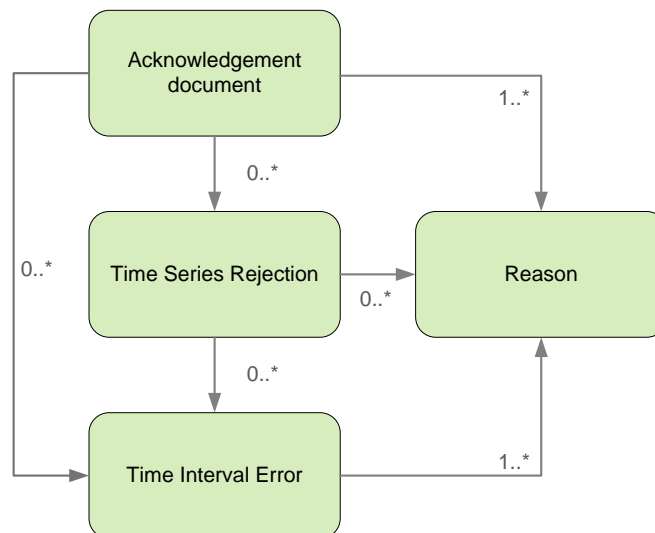 Acknowledgement
document
1..*
0..*
Time Series Rejection
Reason
0..*
0..*
0..*
Time Interval Error
1..*